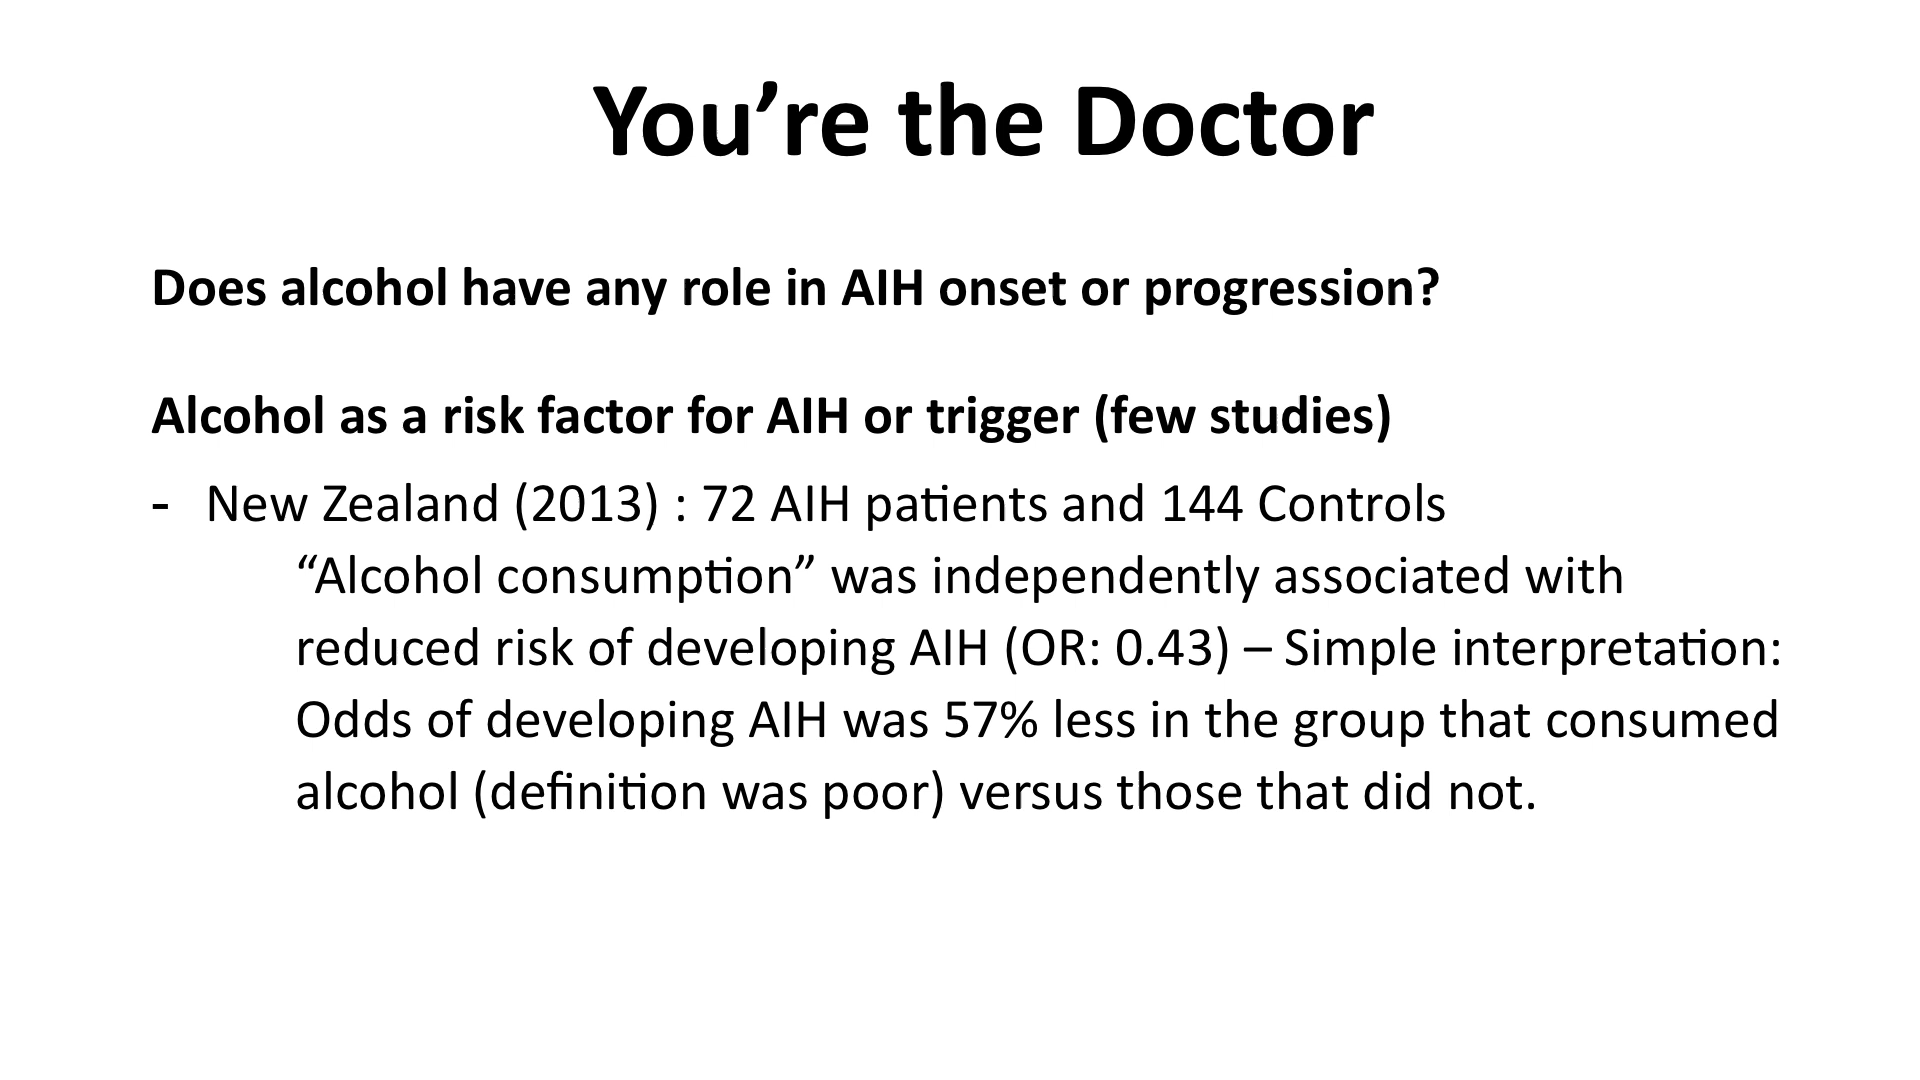 You’re the Doctor
Does alcohol have any role in AIH onset or progression?
Alcohol as a risk factor for AIH or trigger (few studies)
- New Zealand (2013) : 72 AIH patients and 144 Controls
“Alcohol consumption” was independently associated with
reduced risk of developing AIH (OR: 0.43) – Simple interpretation:
Odds of developing AIH was 57% less in the group that consumed
alcohol (definition was poor) versus those that did not.